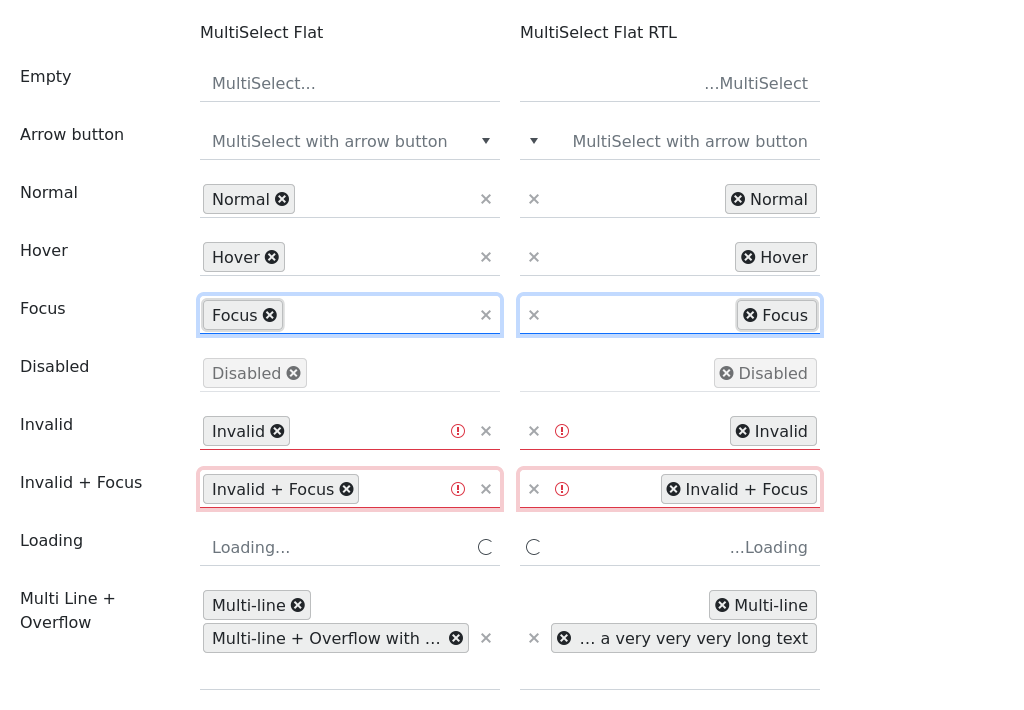 MultiSelect Flat
MultiSelect Flat RTL
Empty
MultiSelect...
...MultiSelect
Arrow button
MultiSelect with arrow button
MultiSelect with arrow button
Normal
Normal
Normal
Hover
Hover
Hover
Focus
Focus
Focus
Disabled
Disabled
Disabled
Invalid
Invalid
Invalid
Invalid + Focus
Invalid + Focus
Invalid + Focus
Loading
Loading...
...Loading
Multi Line +
Overflow
Multi-line
Multi-line + Overflow with ...
Multi-line
... a very very very long text